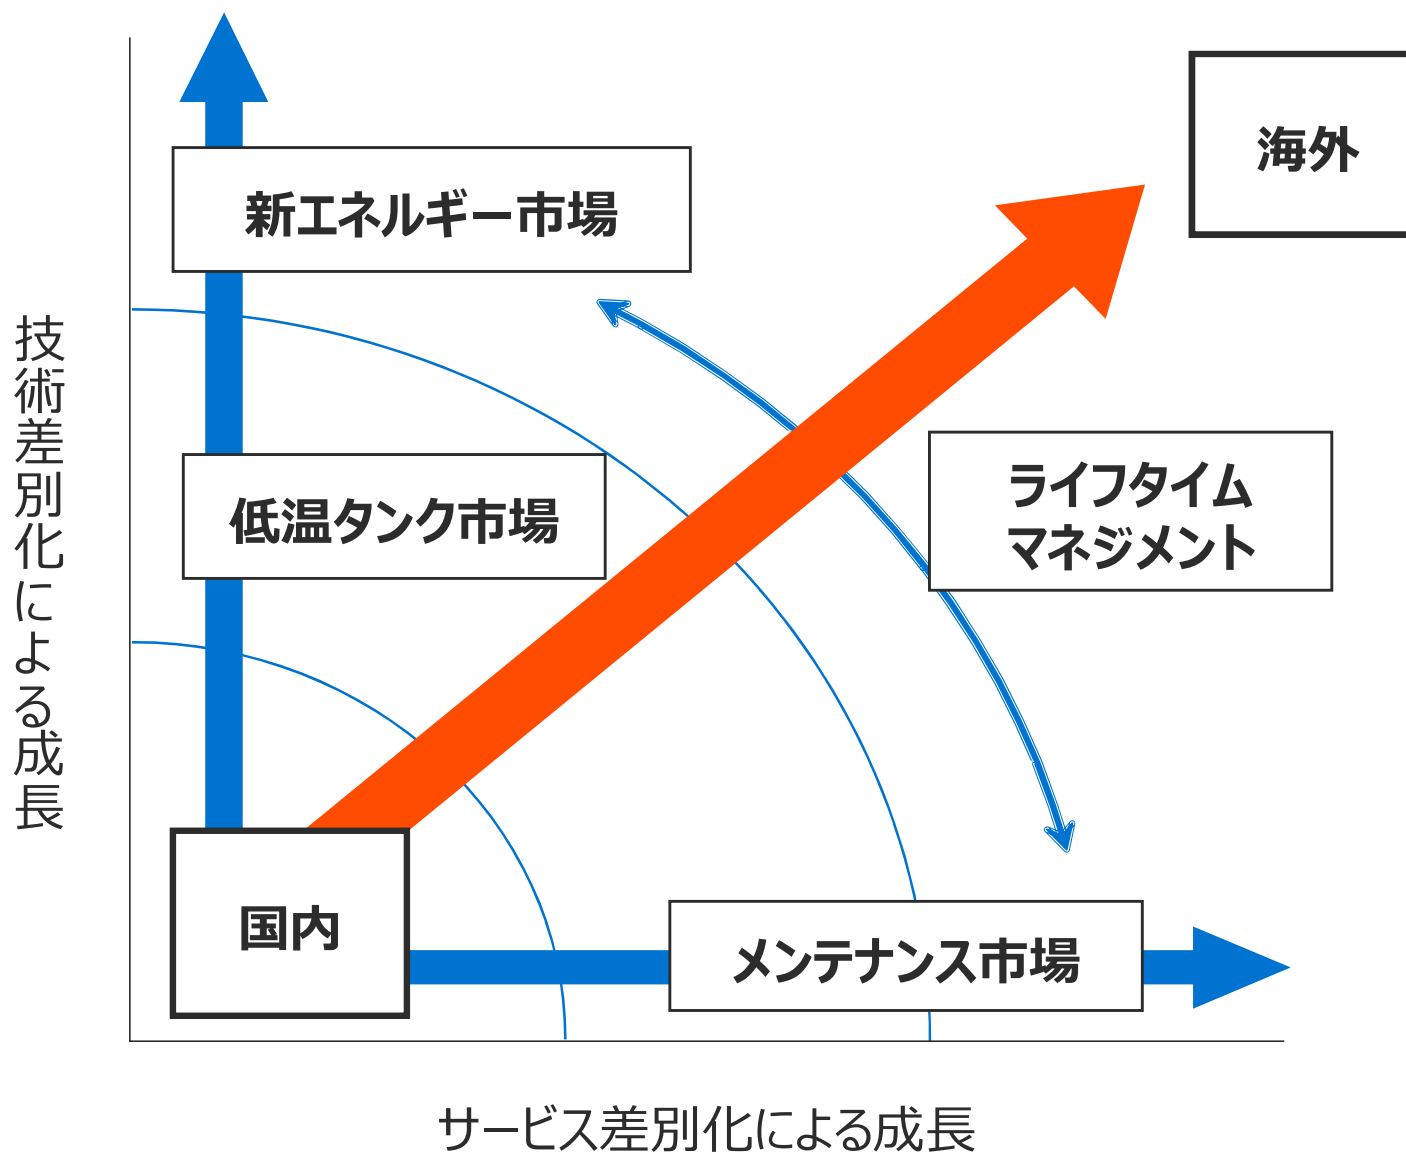 海外
新エネルギー市場
技術差別化による成長
低温タンク市場
ライフタイム
マネジメント
国内
メンテナンス市場
サービス差別化による成長